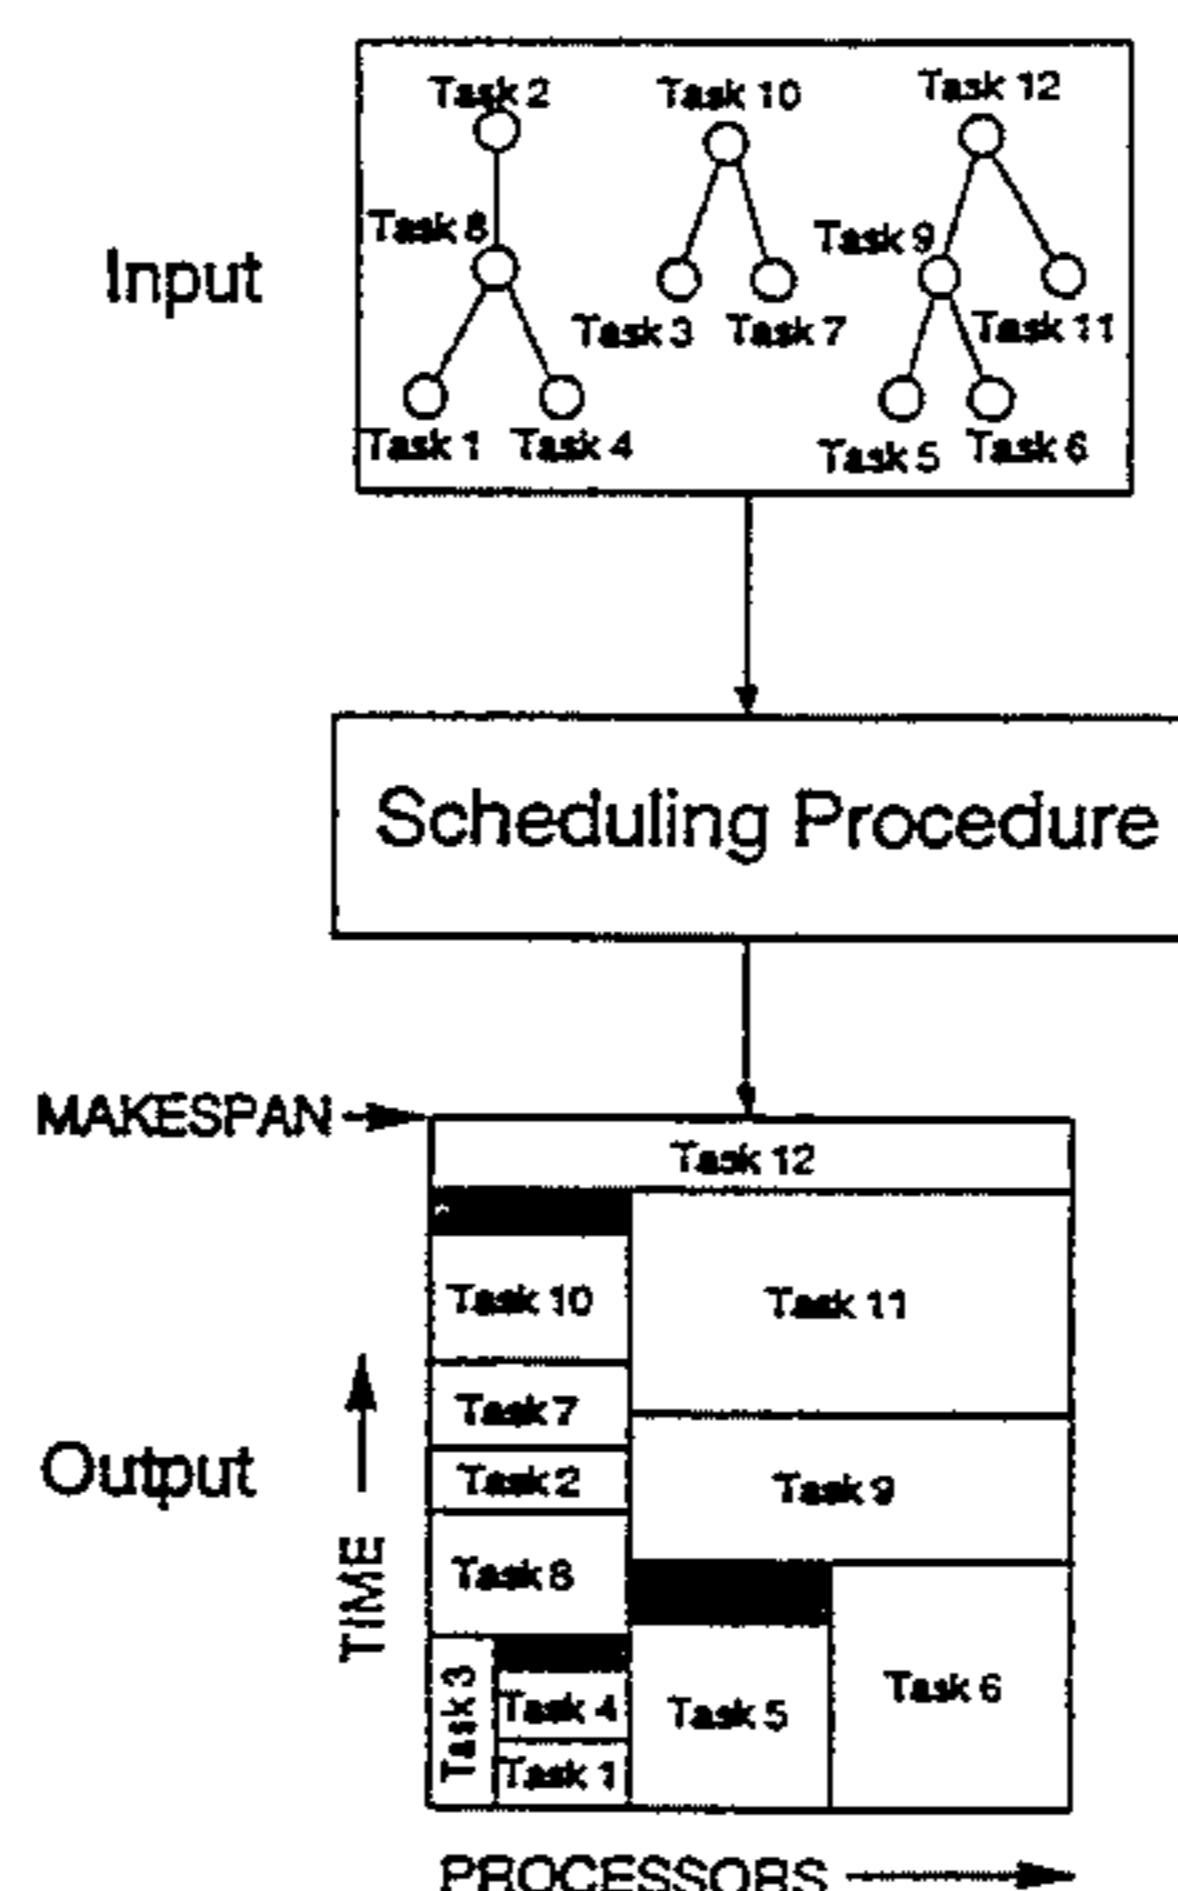 Task 2
Task 10
Task 12
Task 8
Task 9
Input
Task 3
Task 7
Task 11
Task 1
Task 4
Task 5
Task 6
Scheduling Procedure
MAKESPAN
Task 12
Task 10
Task 11
Task 7
Task 2
Task 9
Output
TIME
Task 8
Task 3
Task 4
Task 5
Task 6
Task 1
PROCESSORS